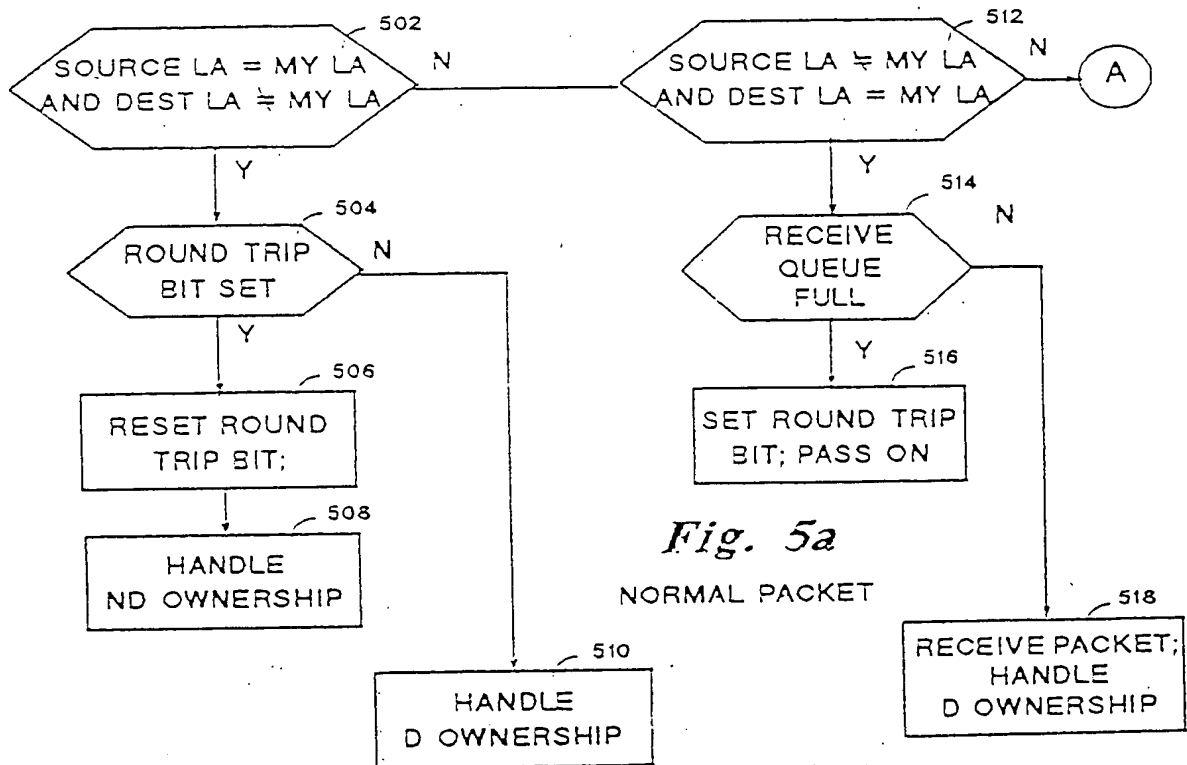 502
SOURCE LA = MY LA
AND DEST LA ≠ MY LA
N
Y
512
SOURCE LA ≠ MY LA
AND DEST LA = MY LA
N
A
Y
504
ROUND TRIP
BIT SET
N
Y
514
RECEIVE
QUEUE
FULL
N
Y
506
RESET ROUND
TRIP BIT;
516
SET ROUND TRIP
BIT; PASS ON
508
HANDLE
ND OWNERSHIP
Fig. 5a
NORMAL PACKET
510
HANDLE
D OWNERSHIP
518
RECEIVE PACKET;
HANDLE
D OWNERSHIP